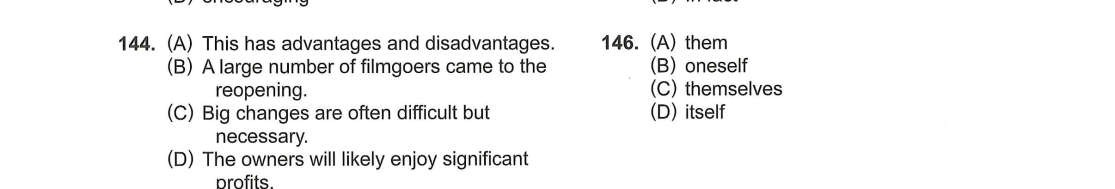 144. (A) This has advantages and disadvantages.
(B) A large number of filmgoers came to the
reopening.
(C) Big changes are often difficult but
necessary.
(D) The owners will likely enjoy significant
profits.
146. (A) them
(B) oneself
(C) themselves
(D) itself